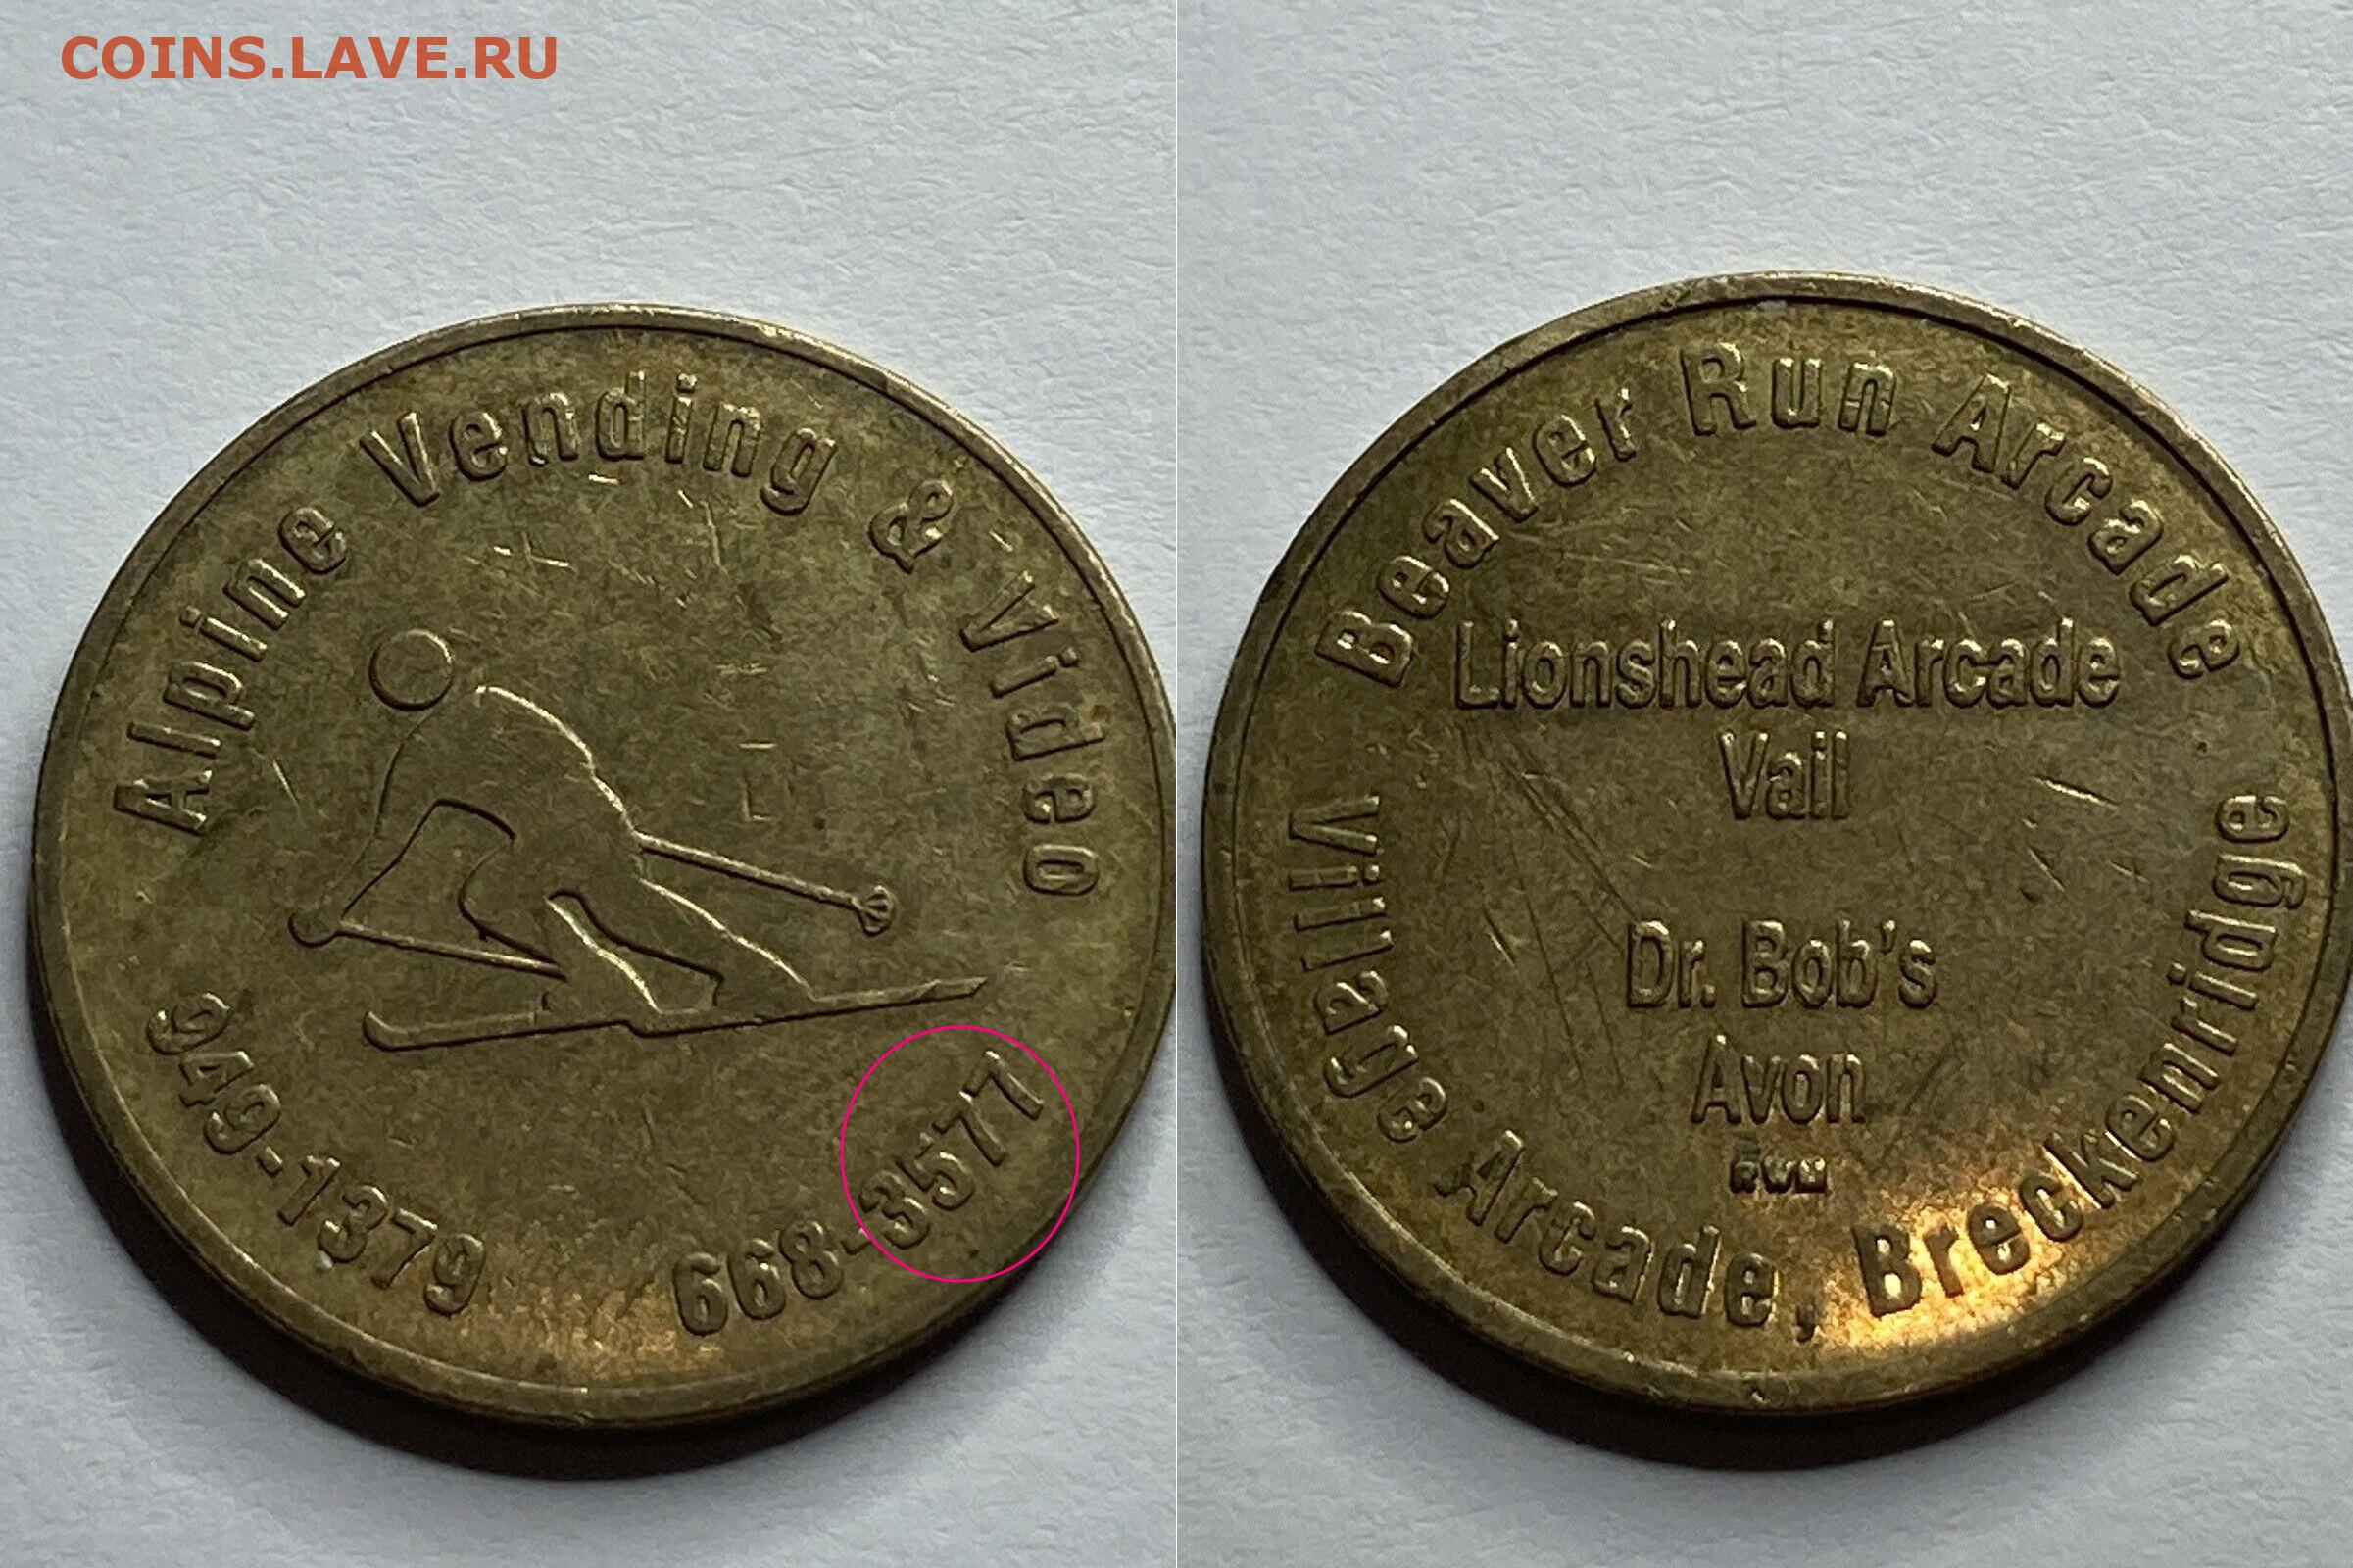 COINS.LAVE.RU
Alpine Vending & Video
949-1379
668-3577
Beaver Run Arcade
Lionshead Arcade
Vail
Dr. Bob's
Avon
RWM
Village Arcade, Breckenridge